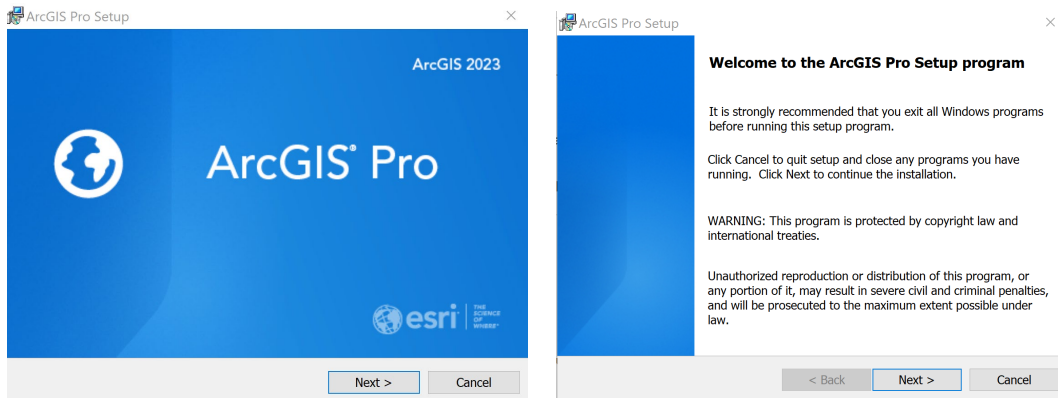 ArcGIS Pro Setup
ArcGIS 2023
ArcGIS® Pro
esri
THE
SCIENCE
OF
WHERE®
Next >
Cancel
ArcGIS Pro Setup
Welcome to the ArcGIS Pro Setup program
It is strongly recommended that you exit all Windows programs
before running this setup program.
Click Cancel to quit setup and close any programs you have
running.  Click Next to continue the installation.
WARNING: This program is protected by copyright law and
international treaties.
Unauthorized reproduction or distribution of this program, or
any portion of it, may result in severe civil and criminal penalties,
and will be prosecuted to the maximum extent possible under
law.
< Back
Next >
Cancel